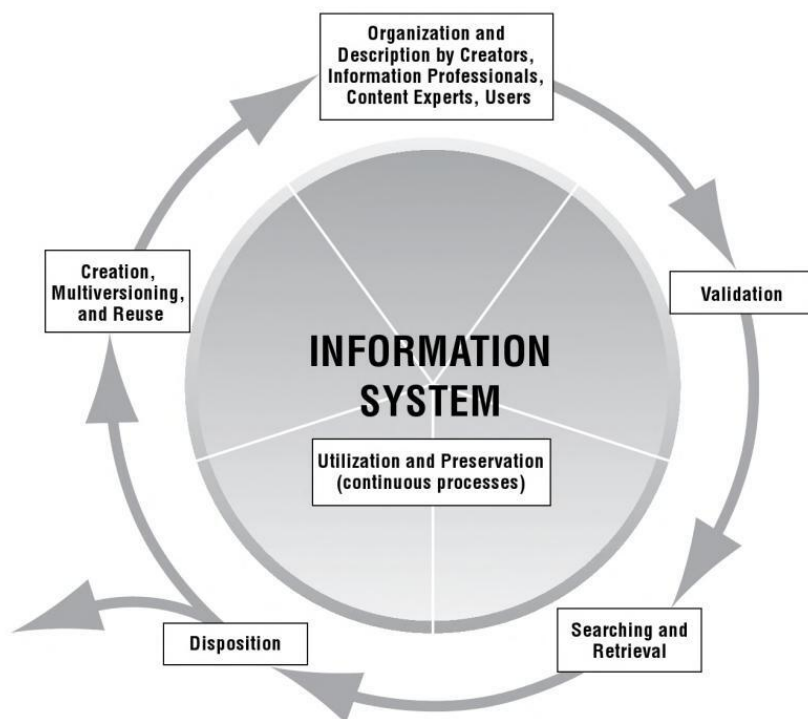 Organization and
Description by Creators,
Information Professionals,
Content Experts, Users
Creation,
Multiversioning,
and Reuse
Validation
INFORMATION
SYSTEM
Utilization and Preservation
(continuous processes)
Searching and
Retrieval
Disposition